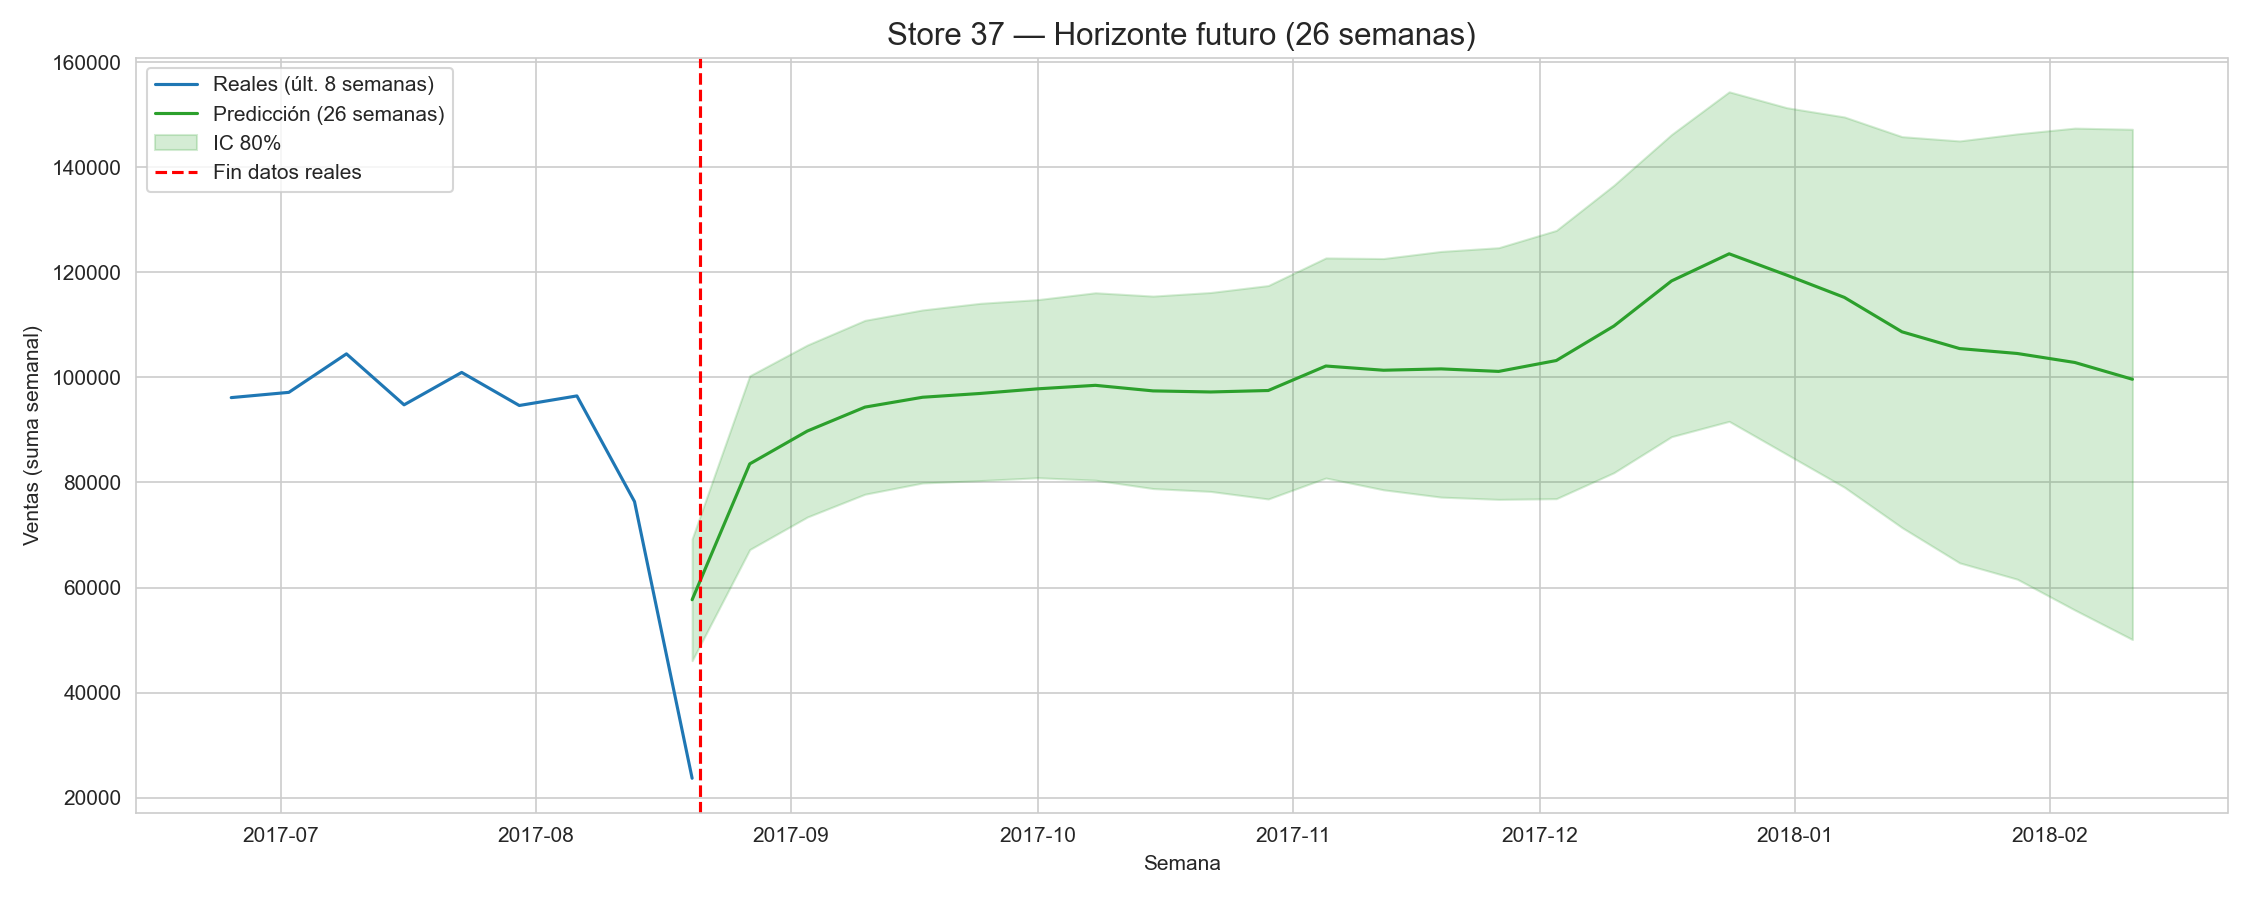 Store 37 — Horizonte futuro (26 semanas)
Reales (últ. 8 semanas)
Predicción (26 semanas)
IC 80%
Fin datos reales
160000
140000
120000
100000
80000
60000
40000
20000
Ventas (suma semanal)
2017-07 2017-08 2017-09 2017-10 2017-11 2017-12 2018-01 2018-02
Semana